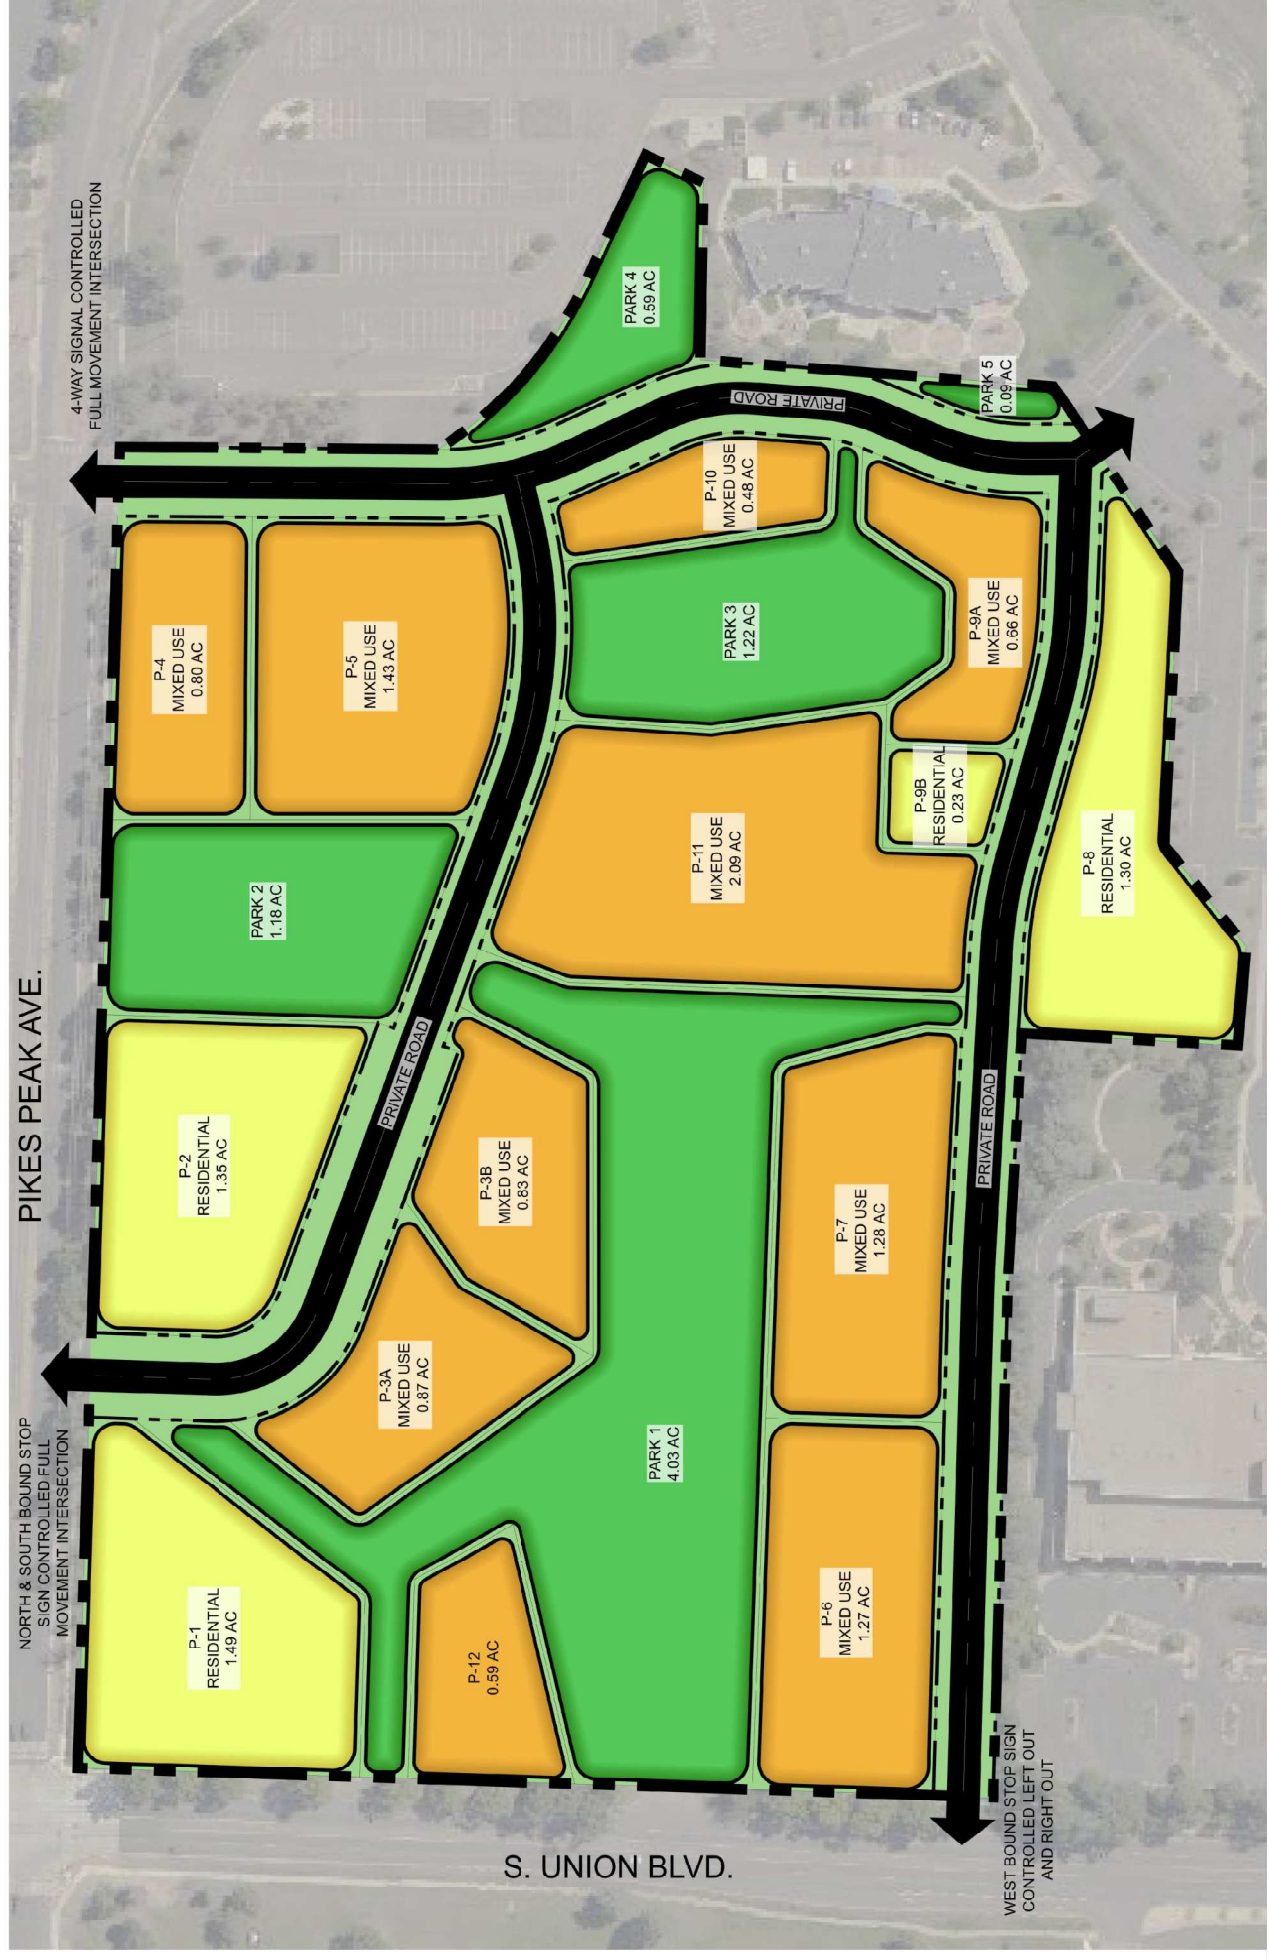 PIKES PEAK AVE.
4-WAY SIGNAL CONTROLLED
FULL MOVEMENT INTERSECTION
NORTH & SOUTH BOUND STOP
SIGN CONTROLLED FULL
MOVEMENT INTERSECTION
P-1
RESIDENTIAL
1.49 AC
P-2
RESIDENTIAL
1.35 AC
PARK 2
1.18 AC
P-4
MIXED USE
0.80 AC
P-5
MIXED USE
1.43 AC
PRIVATE ROAD
P-3A
MIXED USE
0.87 AC
P-3B
MIXED USE
0.83 AC
P-12
0.59 AC
PARK 1
4.03 AC
P-11
MIXED USE
2.09 AC
PARK 3
1.22 AC
P-10
MIXED USE
0.48 AC
PARK 4
0.59 AC
PRIVATE ROAD
P-6
MIXED USE
1.27 AC
P-7
MIXED USE
1.28 AC
P-9B
RESIDENTIAL
0.23 AC
P-9A
MIXED USE
0.66 AC
PARK 5
0.09 AC
PRIVATE ROAD
P-8
RESIDENTIAL
1.30 AC
S. UNION BLVD.
WEST BOUND STOP SIGN
CONTROLLED LEFT OUT
AND RIGHT OUT